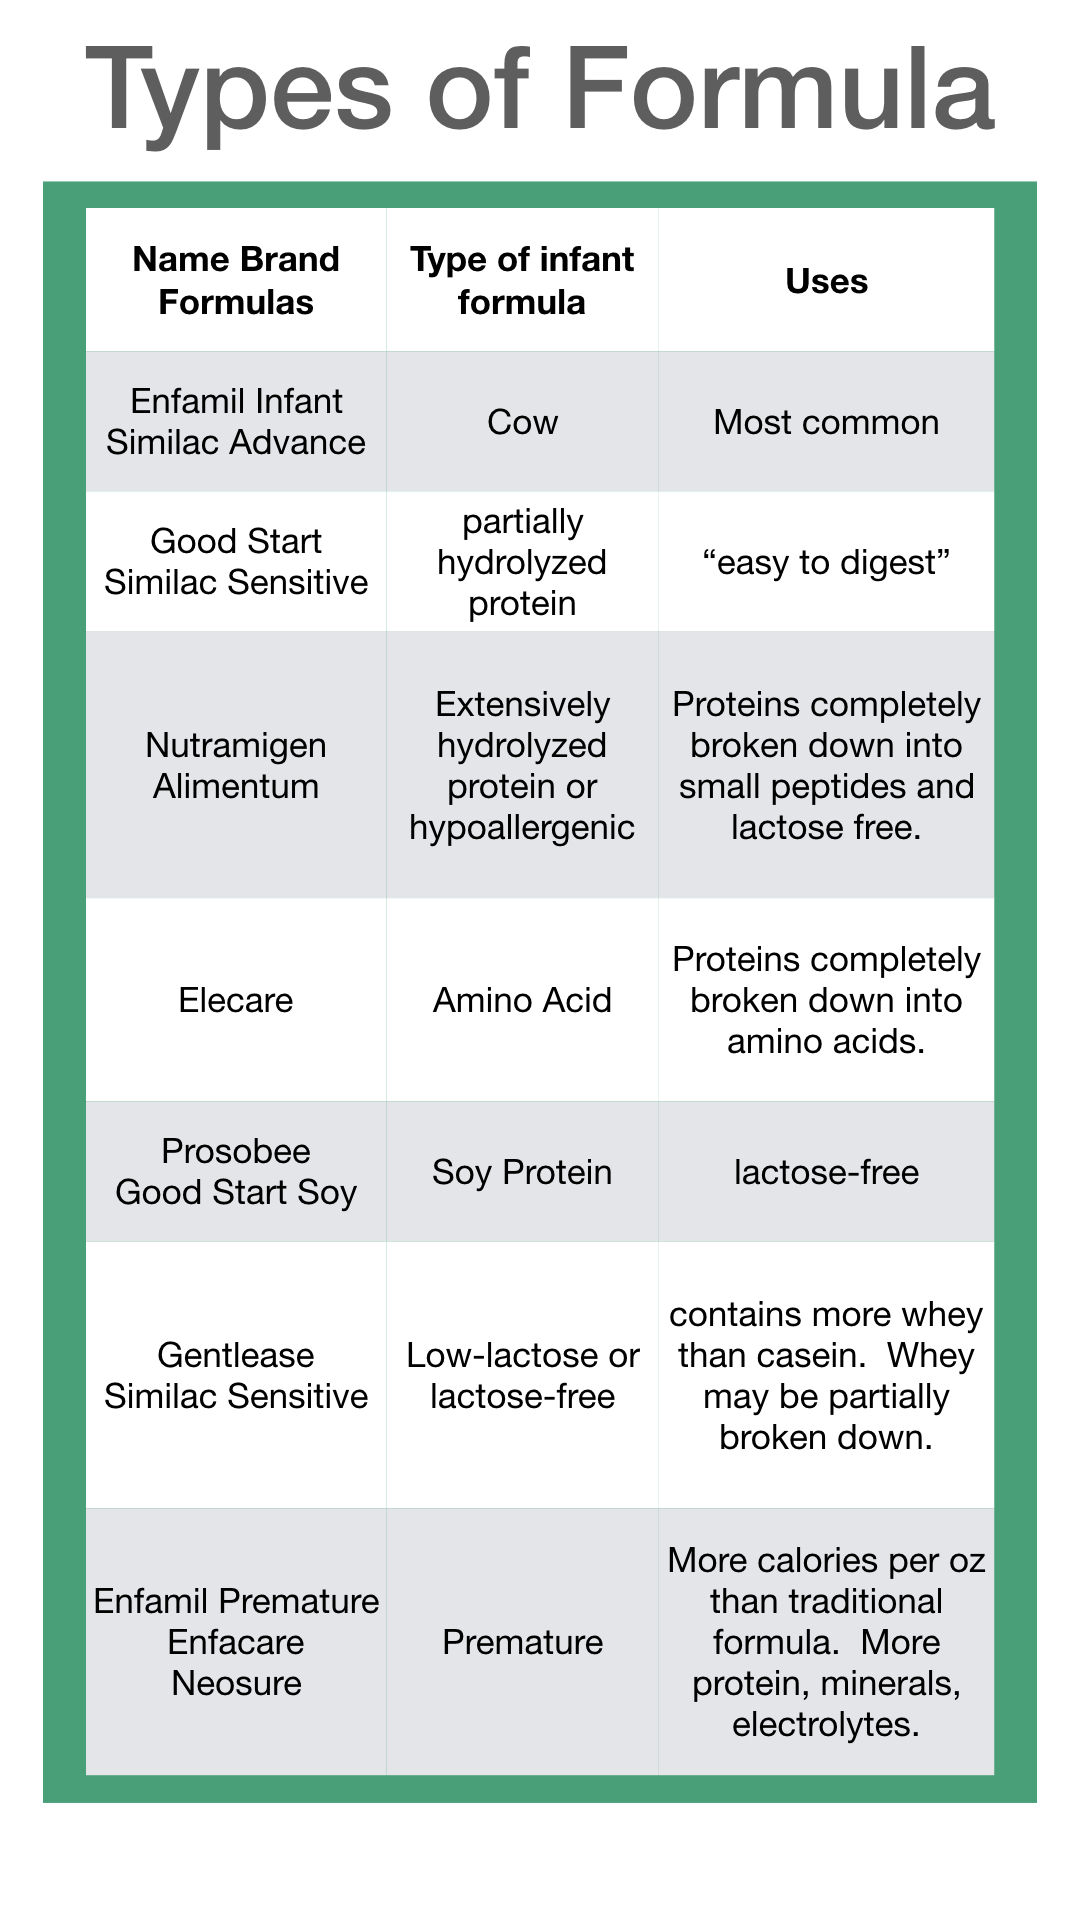 Types of Formula
Name Brand
Formulas
Type of infant
formula
Uses
Enfamil Infant
Similac Advance
Cow
Most common
Good Start
Similac Sensitive
partially
hydrolyzed
protein
“easy to digest”
Nutramigen
Alimentum
Extensively
hydrolyzed
protein or
hypoallergenic
Proteins completely
broken down into
small peptides and
lactose free.
Elecare
Amino Acid
Proteins completely
broken down into
amino acids.
Prosobee
Good Start Soy
Soy Protein
lactose-free
Gentlease
Similac Sensitive
Low-lactose or
lactose-free
contains more whey
than casein.  Whey
may be partially
broken down.
Enfamil Premature
Enfacare
Neosure
Premature
More calories per oz
than traditional
formula.  More
protein, minerals,
electrolytes.